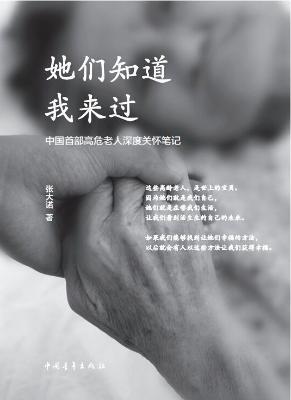 她们知道
我来过
中国首部高危老人深度关怀笔记
张大诺
著
这些高龄老人，是世上的宝贝。
因为她们就是我们自己，
她们就是在替我们生活，
让我们看到活生生的自己的未来。
如果我们能够找到让她们幸福的方法，
以后就会有人以这些方法让我们获得幸福。
中国青年出版社